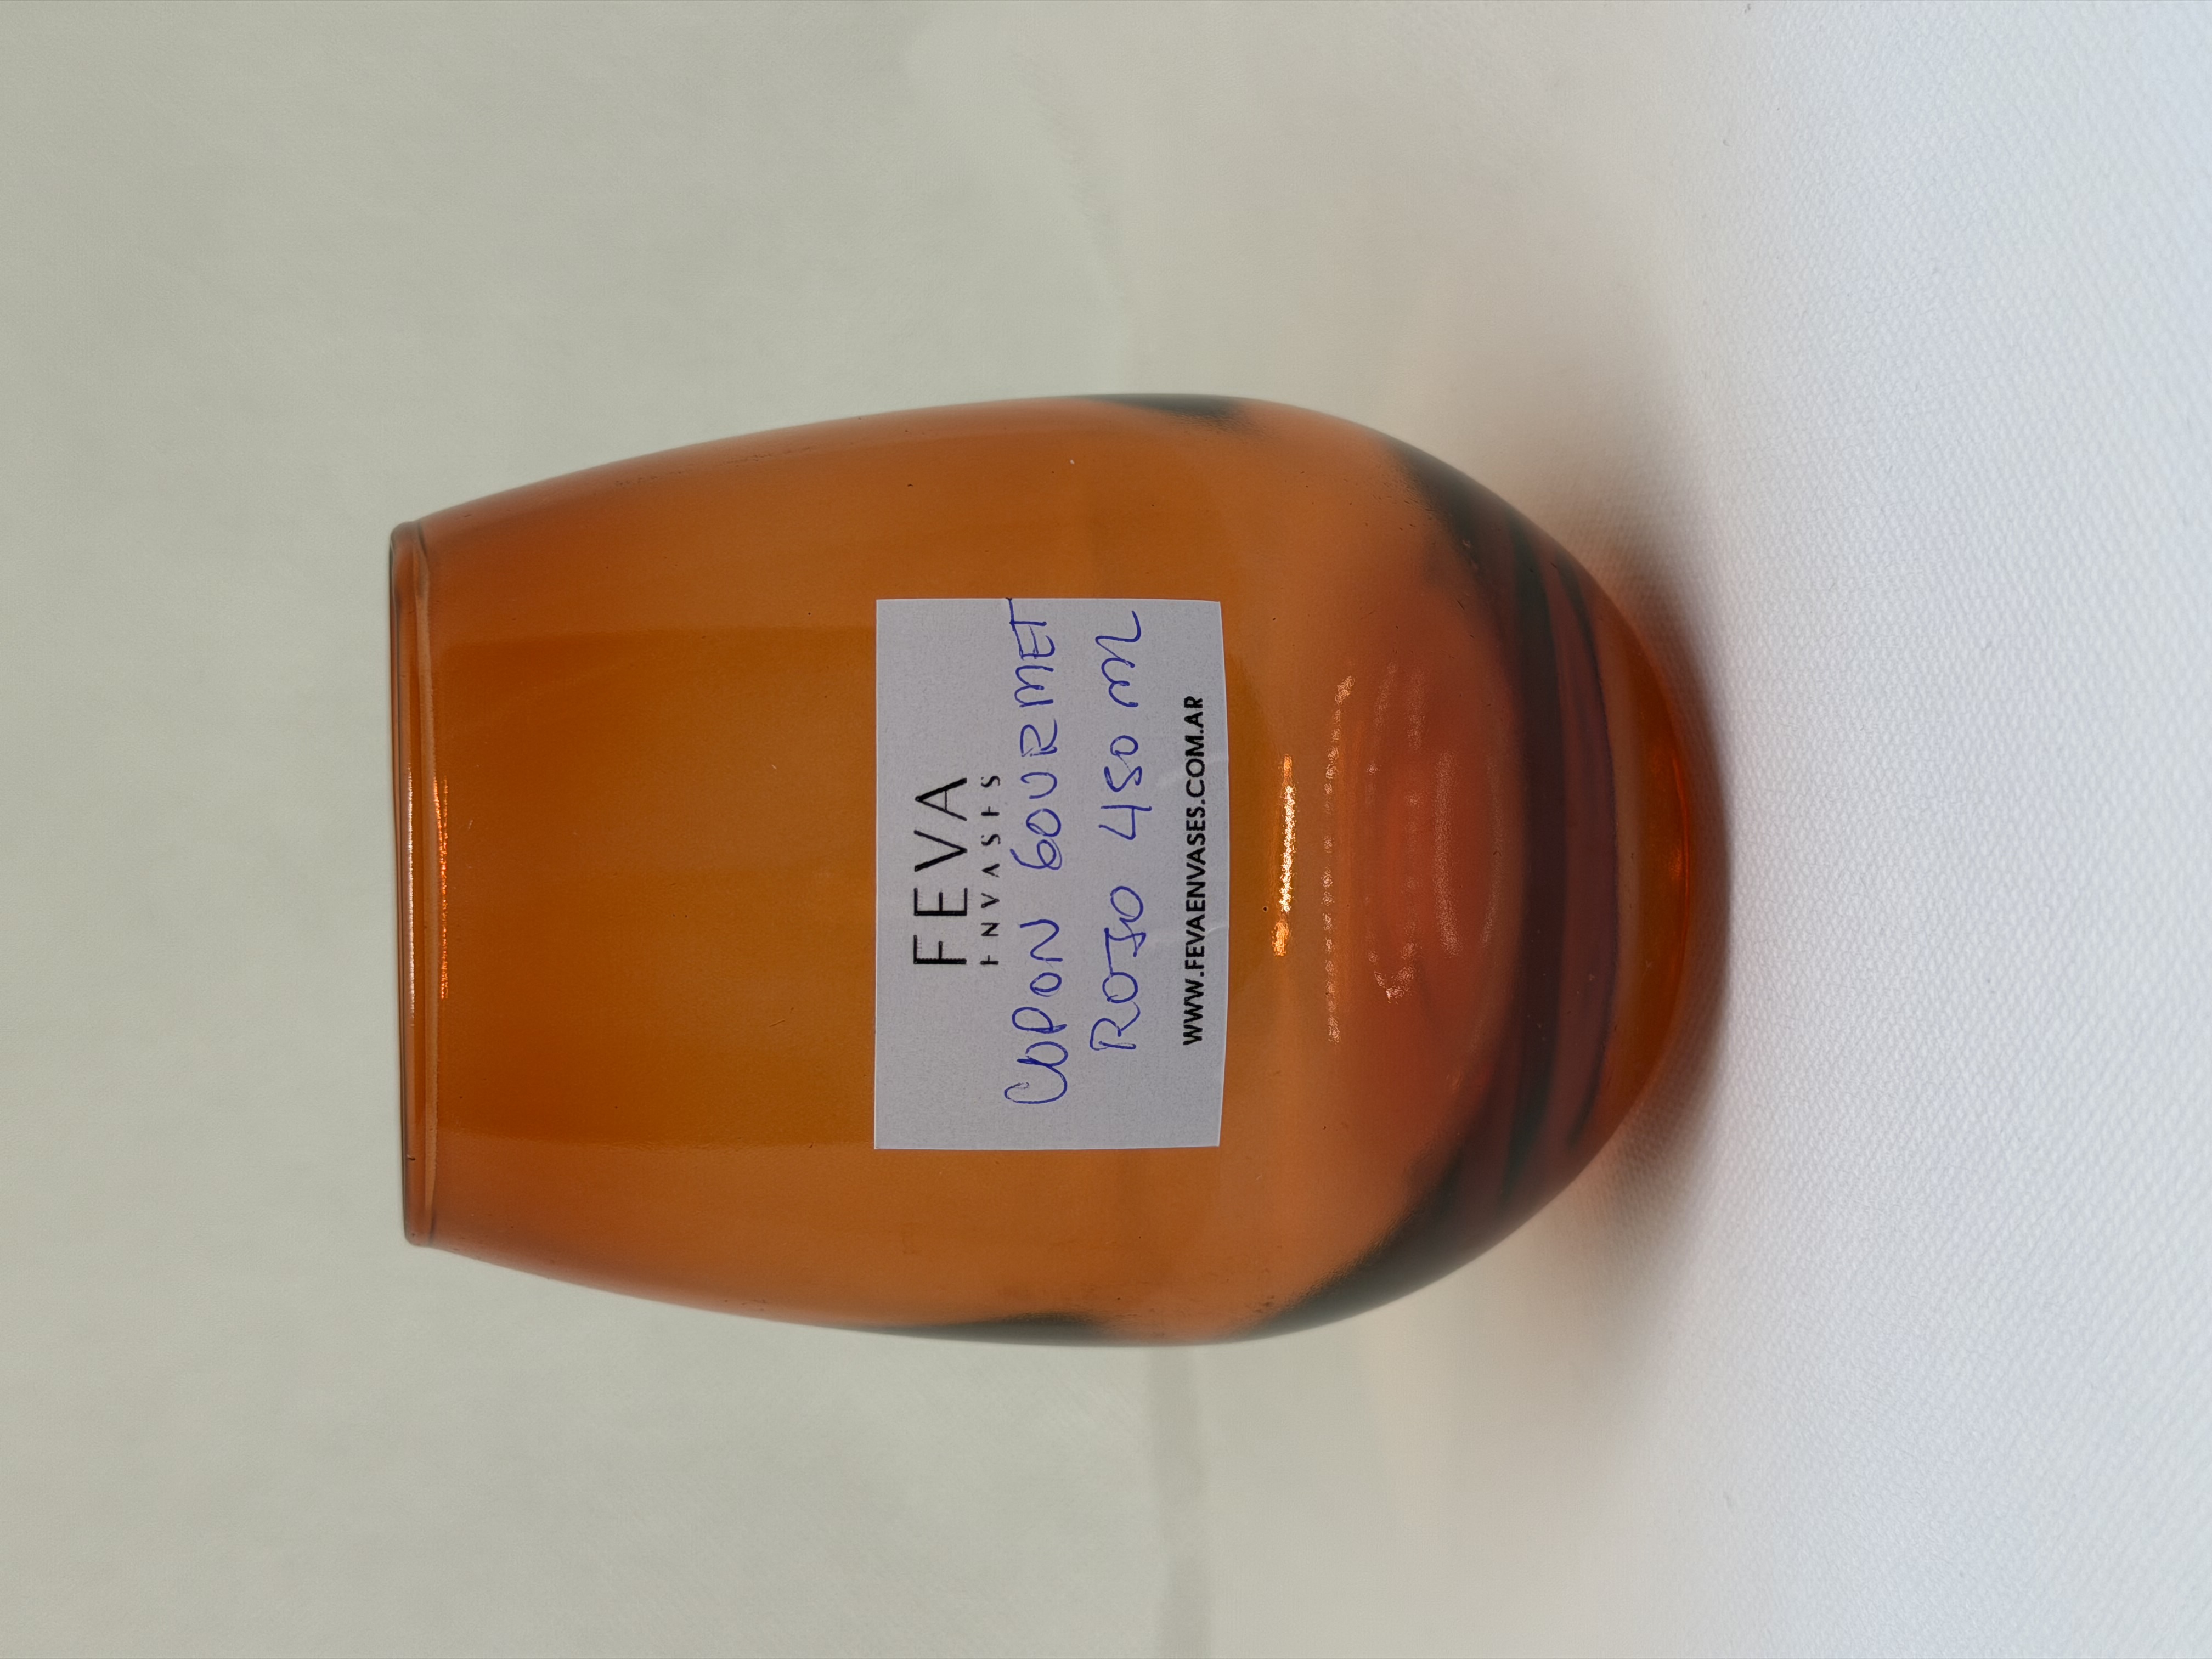 FEVA
ENVASES
COPON GOURMET
ROJO 450 ml
WWW.FEVAENVASES.COM.AR